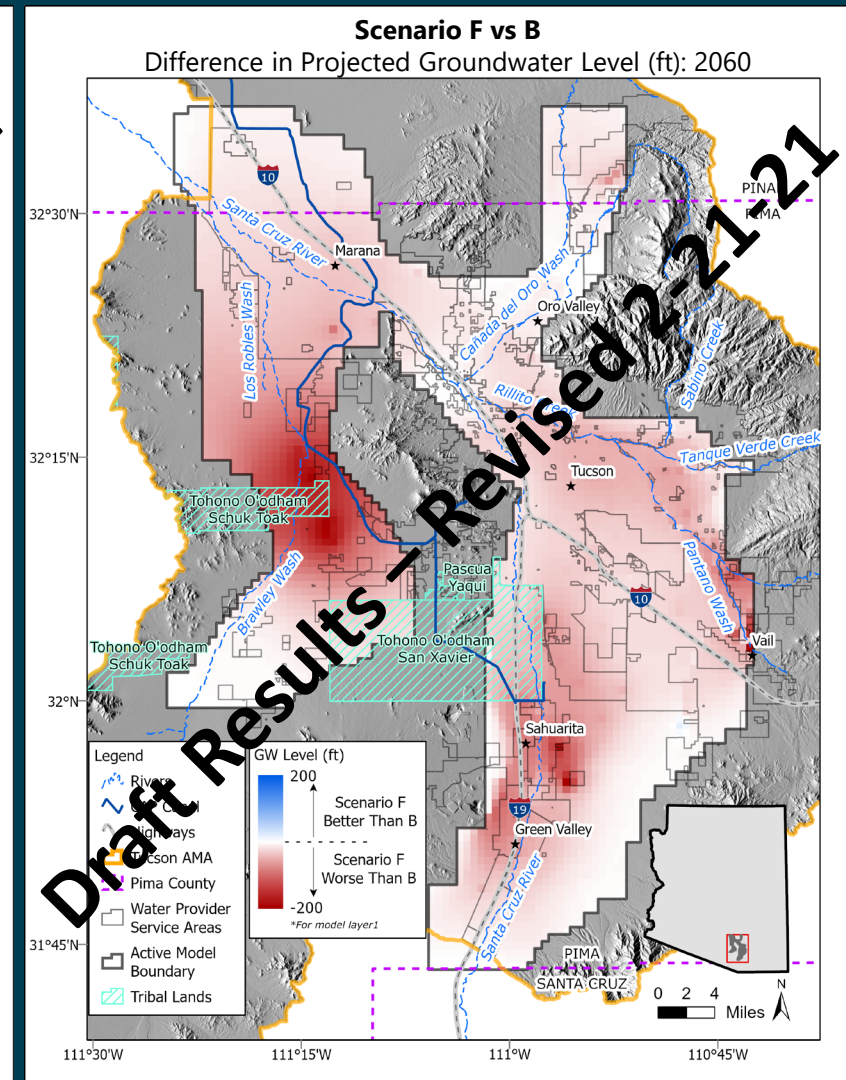 Scenario F vs B
Difference in Projected Groundwater Level (ft): 2060
Draft Results – Revised 2-21-21
32°30'N
32°15'N
32°0'N
31°45'N
111°30'W
111°15'W
111°W
110°45'W
10
PIMA
Santa Cruz River
Marana
Cañada del Oro Wash
Oro Valley
Los Robles Wash
Rillito Creek
Sabino Creek
Tanque Verde Creek
Tucson
Tohono O'odham
Schuk Toak
Pantano Wash
Pascua
Yaqui
10
Brawley Wash
Vail
Tohono O'odham
San Xavier
Tohono O'odham
Schuk Toak
Sahuarita
19
Green Valley
Santa Cruz River
PIMA
SANTA CRUZ
Legend
Rivers
Tucson AMA
Pima County
Water Provider
Service Areas
Active Model
Boundary
Tribal Lands
GW Level (ft)
200
Scenario F
Better Than B
Scenario F
Worse Than B
-200
*For model layer1
0 2 4 Miles
N